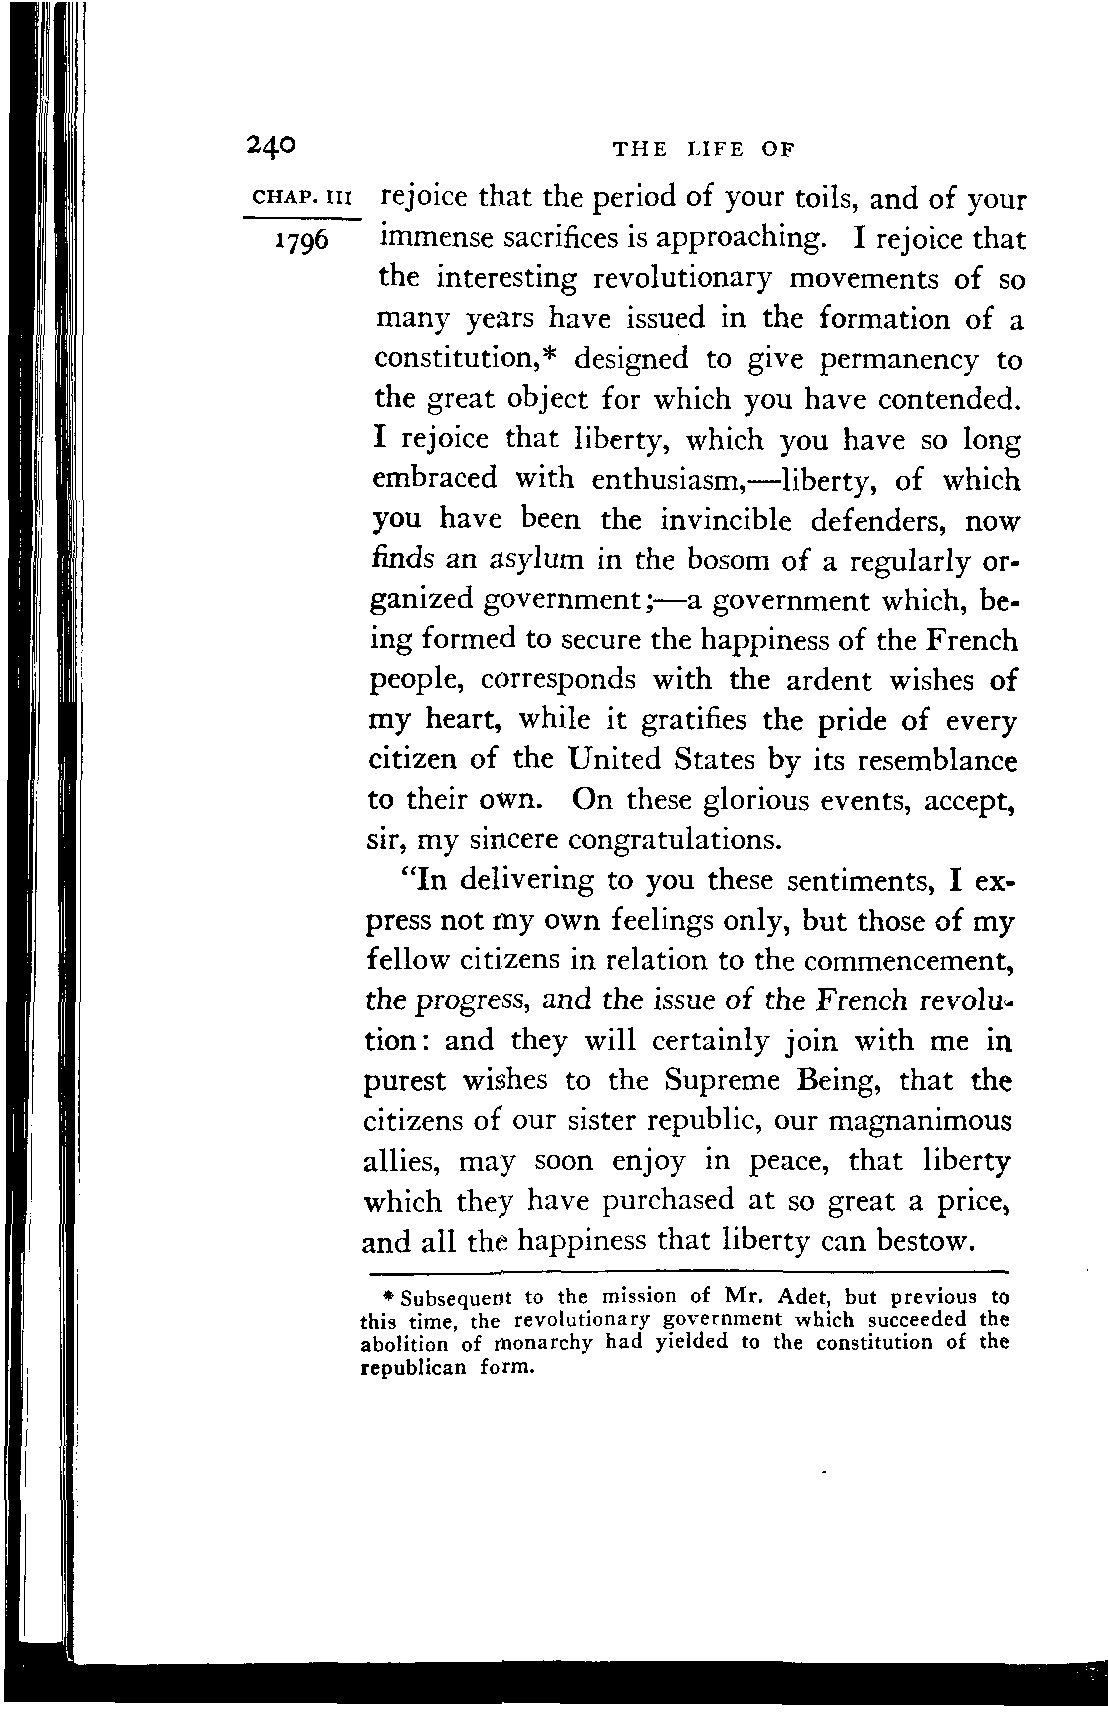 240 THE LIFE OF
CHAP. III rejoice that the period of your toils, and of your
1796 immense sacrifices is approaching. I rejoice that
the interesting revolutionary movements of so
many years have issued in the formation of a
constitution,* designed to give permanency to
the great object for which you have contended.
I rejoice that liberty, which you have so long
embraced with enthusiasm,—liberty, of which
you have been the invincible defenders, now
finds an asylum in the bosom of a regularly or-
ganized government;—a government which, be-
ing formed to secure the happiness of the French
people, corresponds with the ardent wishes of
my heart, while it gratifies the pride of every
citizen of the United States by its resemblance
to their own. On these glorious events, accept,
sir, my sincere congratulations.
"In delivering to you these sentiments, I ex-
press not my own feelings only, but those of my
fellow citizens in relation to the commencement,
the progress, and the issue of the French revolu-
tion: and they will certainly join with me in
purest wishes to the Supreme Being, that the
citizens of our sister republic, our magnanimous
allies, may soon enjoy in peace, that liberty
which they have purchased at so great a price,
and all the happiness that liberty can bestow.
* Subsequent to the mission of Mr. Adet, but previous to
this time, the revolutionary government which succeeded the
abolition of monarchy had yielded to the constitution of the
republican form.